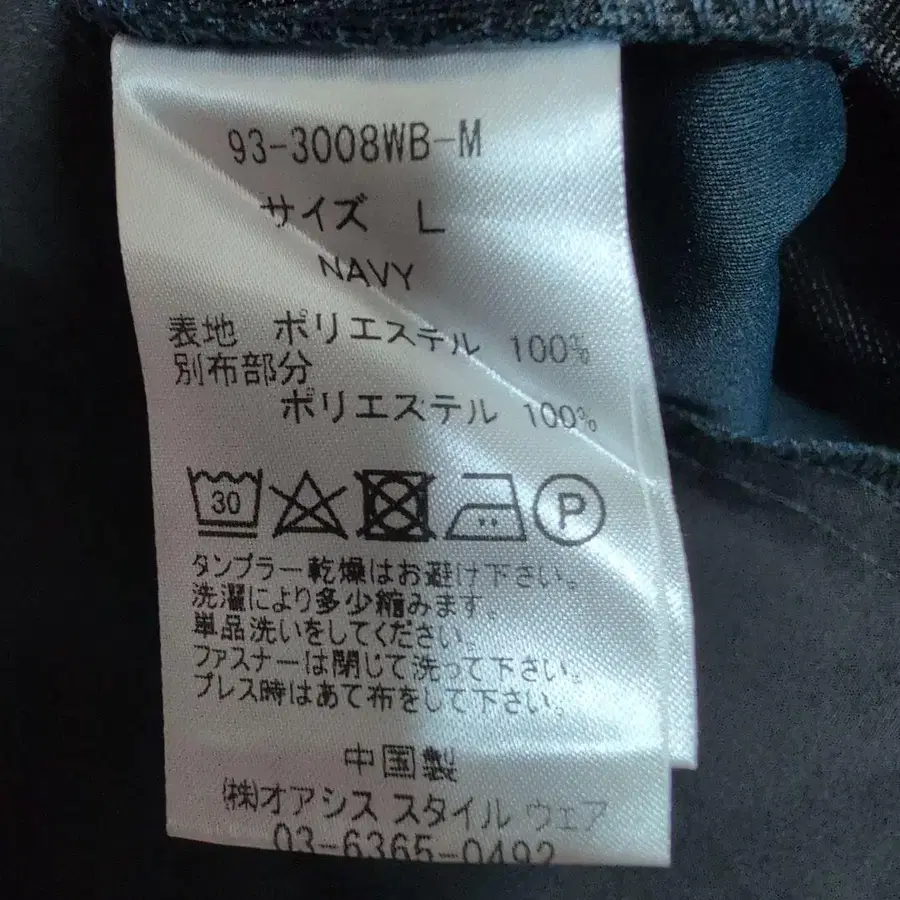 93-3008WB-M
サイズ L
NAVY
表地 ポリエステル 100%
別布部分
ポリエステル 100%
30
P
タンブラー乾燥はお避け下さい。
洗濯により多少縮みます。
単品洗いをしてください。
ファスナーは閉じて洗って下さい。
プレス時はあて布をして下さい。
中国製
(株)オアシス スタイル ウェア
03-6365-0492